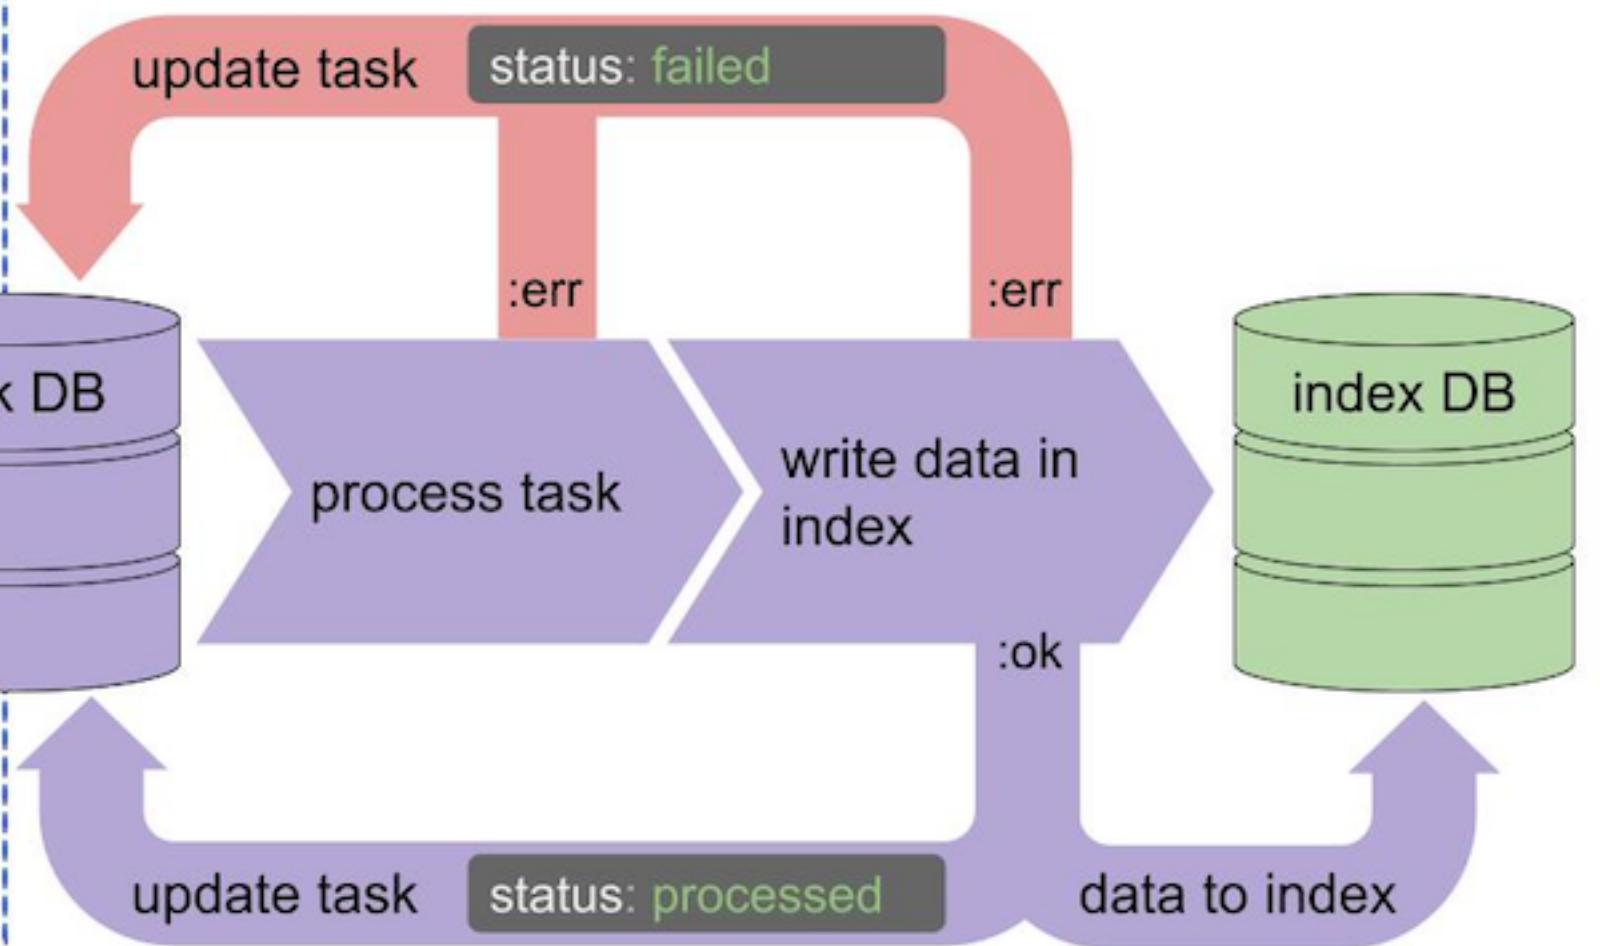 update task
status: failed
:err
:err
k DB
index DB
process task
write data in
index
:ok
update task
status: processed
data to index